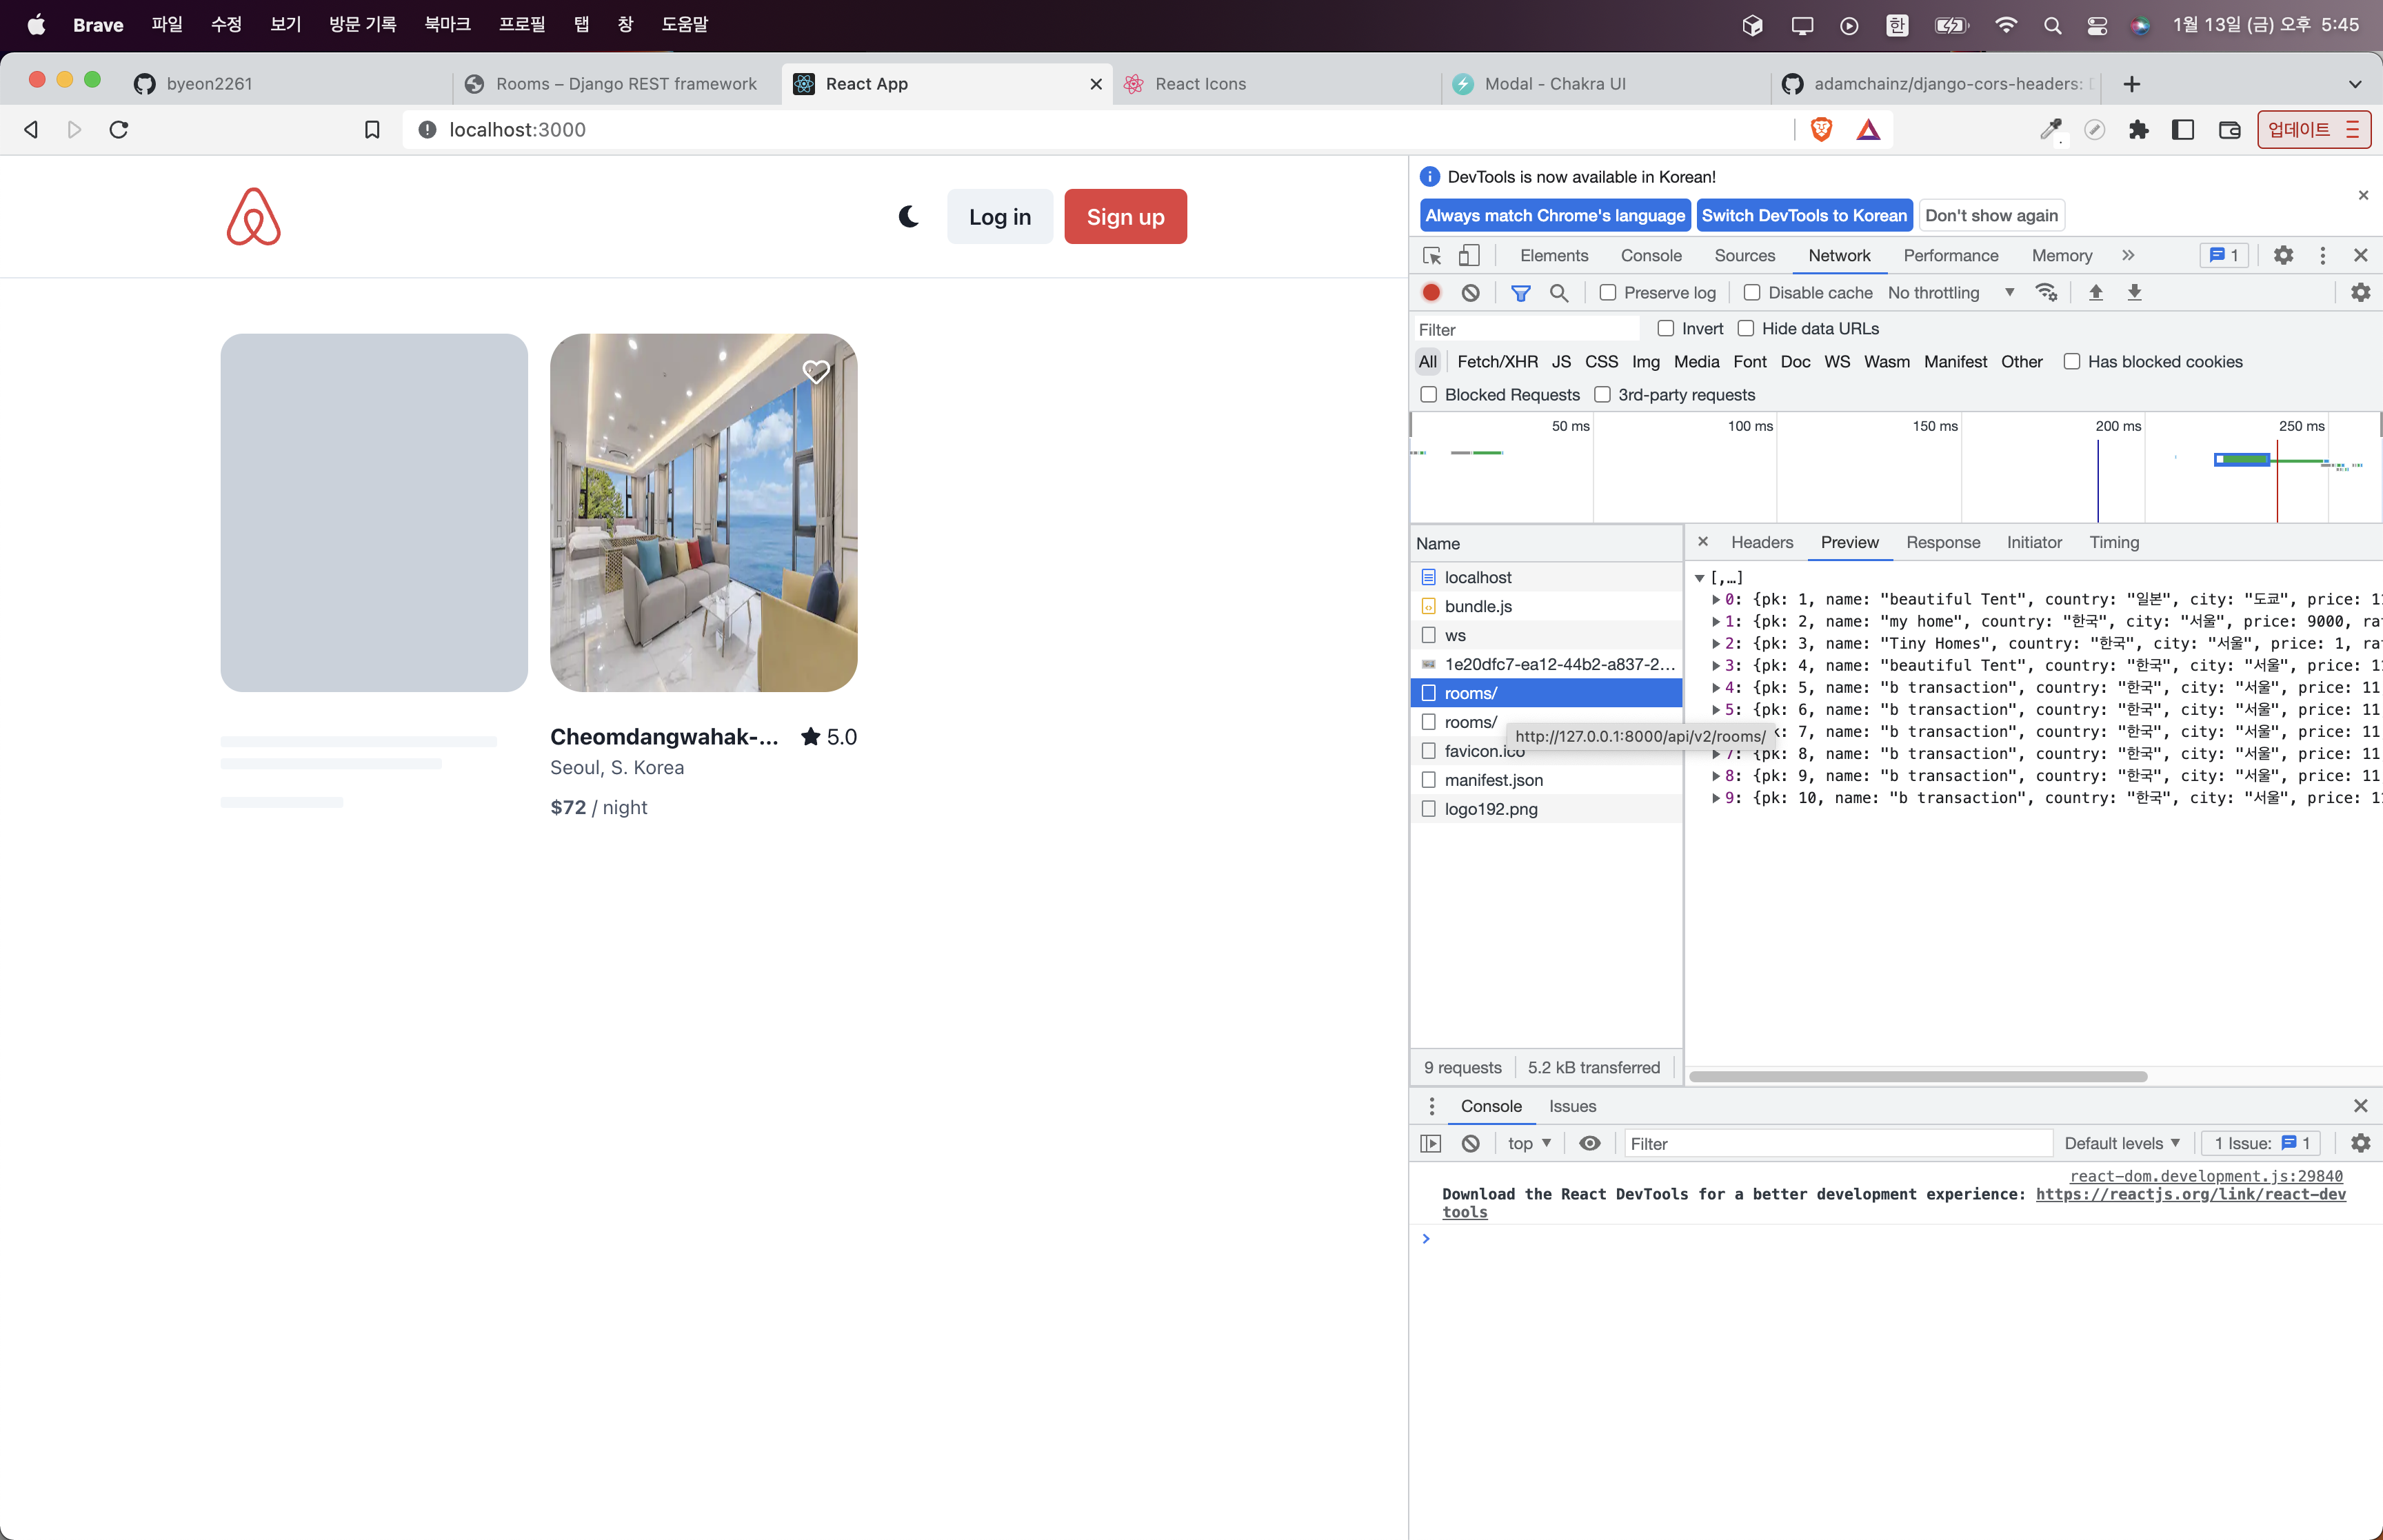 Brave 파일 수정 보기 방문 기록 북마크 프로필 탭 창 도움말 한 1월 13일 (금) 오후 5:45
byeon2261 Rooms – Django REST framework React App React Icons Modal - Chakra UI adamchainz/django-cors-headers:
localhost:3000 업데이트
Log in Sign up
Cheomdangwahak-... 5.0
Seoul, S. Korea
$72 / night
DevTools is now available in Korean!
Always match Chrome's language Switch DevTools to Korean Don't show again
Elements Console Sources Network Performance Memory 1
Preserve log Disable cache No throttling
Filter Invert Hide data URLs
All Fetch/XHR JS CSS Img Media Font Doc WS Wasm Manifest Other Has blocked cookies
Blocked Requests 3rd-party requests
50 ms 100 ms 150 ms 200 ms 250 ms
Name
localhost
bundle.js
ws
1e20dfc7-ea12-44b2-a837-2...
rooms/
rooms/
http://127.0.0.1:8000/api/v2/rooms/
favicon.ico
manifest.json
logo192.png
9 requests 5.2 kB transferred
Headers Preview Response Initiator Timing
[,…]
0: {pk: 1, name: "beautiful Tent", country: "일본", city: "도쿄", price: 11
1: {pk: 2, name: "my home", country: "한국", city: "서울", price: 9000, rat
2: {pk: 3, name: "Tiny Homes", country: "한국", city: "서울", price: 1, rat
3: {pk: 4, name: "beautiful Tent", country: "한국", city: "서울", price: 11
4: {pk: 5, name: "b transaction", country: "한국", city: "서울", price: 11
5: {pk: 6, name: "b transaction", country: "한국", city: "서울", price: 11
k: 7, name: "b transaction", country: "한국", city: "서울", price: 11
7: {pk: 8, name: "b transaction", country: "한국", city: "서울", price: 11
8: {pk: 9, name: "b transaction", country: "한국", city: "서울", price: 11
9: {pk: 10, name: "b transaction", country: "한국", city: "서울", price: 11
Console Issues
top Filter Default levels 1 Issue: 1
react-dom.development.js:29840
Download the React DevTools for a better development experience: https://reactjs.org/link/react-dev
tools